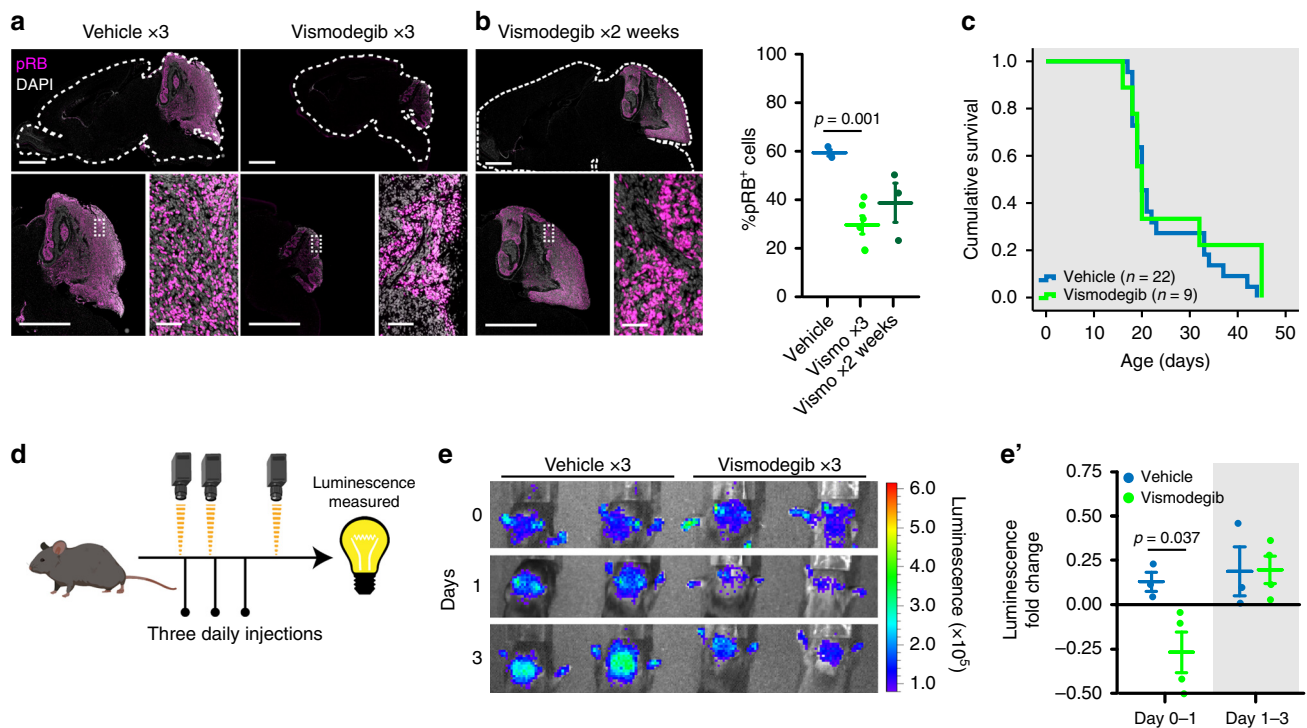 a
Vehicle ×3
Vismodegib ×3
pRB
DAPI
b
Vismodegib ×2 weeks
100
80
60
40
20
0
%pRB+ cells
p = 0.001
Vehicle
Vismo ×3
Vismo ×2 weeks
c
1.0
0.8
0.6
0.4
0.2
0.0
Cumulative survival
Vehicle (n = 22)
Vismodegib (n = 9)
0 10 20 30 40 50
Age (days)
d
Luminescence
measured
Three daily injections
e
Vehicle ×3
Vismodegib ×3
Days
0
1
3
6.0
5.0
4.0
3.0
2.0
1.0
Luminescence (×10⁵)
e'
Luminescence
fold change
0.75
0.50
0.25
0.00
−0.25
−0.50
Vehicle
Vismodegib
p = 0.037
Day 0–1
Day 1–3